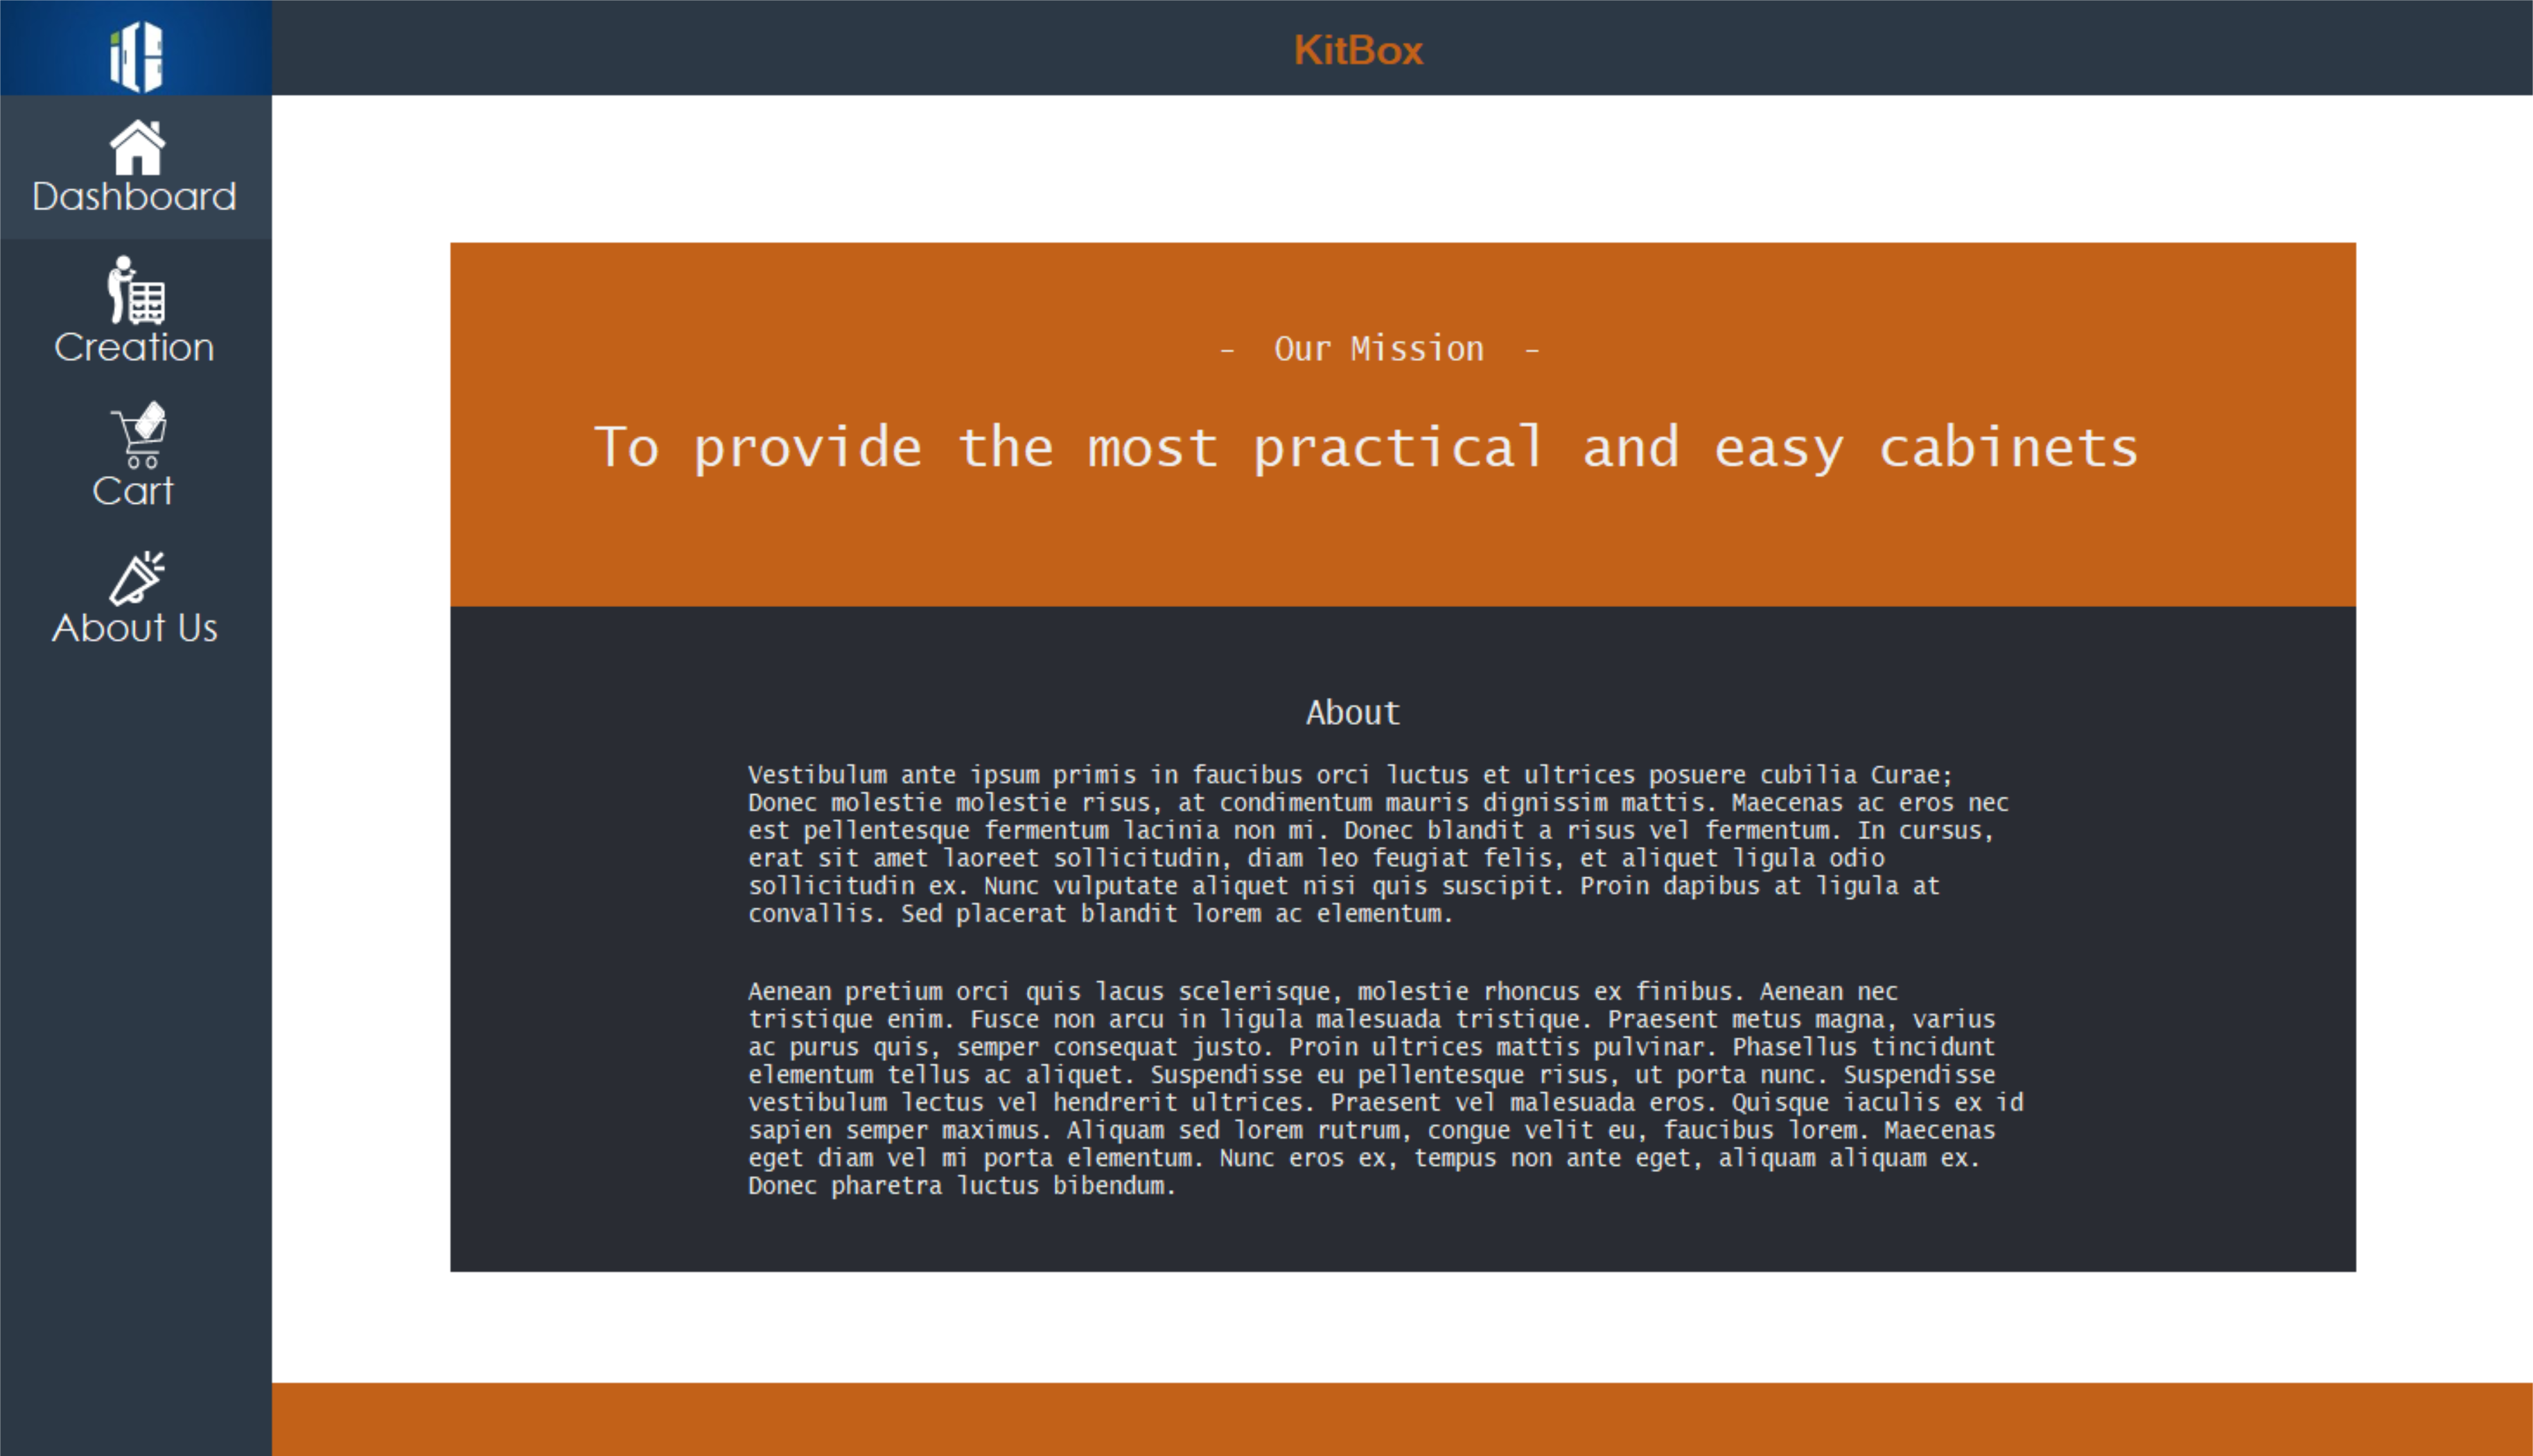 KitBox
Dashboard
Creation
Cart
About Us
- Our Mission -
To provide the most practical and easy cabinets
About
Vestibulum ante ipsum primis in faucibus orci luctus et ultrices posuere cubilia Curae;
Donec molestie molestie risus, at condimentum mauris dignissim mattis. Maecenas ac eros nec
est pellentesque fermentum lacinia non mi. Donec blandit a risus vel fermentum. In cursus,
erat sit amet laoreet sollicitudin, diam leo feugiat felis, et aliquet ligula odio
sollicitudin ex. Nunc vulputate aliquet nisi quis suscipit. Proin dapibus at ligula at
convallis. Sed placerat blandit lorem ac elementum.
Aenean pretium orci quis lacus scelerisque, molestie rhoncus ex finibus. Aenean nec
tristique enim. Fusce non arcu in ligula malesuada tristique. Praesent metus magna, varius
ac purus quis, semper consequat justo. Proin ultrices mattis pulvinar. Phasellus tincidunt
elementum tellus ac aliquet. Suspendisse eu pellentesque risus, ut porta nunc. Suspendisse
vestibulum lectus vel hendrerit ultrices. Praesent vel malesuada eros. Quisque iaculis ex id
sapien semper maximus. Aliquam sed lorem rutrum, congue velit eu, faucibus lorem. Maecenas
eget diam vel mi porta elementum. Nunc eros ex, tempus non ante eget, aliquam aliquam ex.
Donec pharetra luctus bibendum.